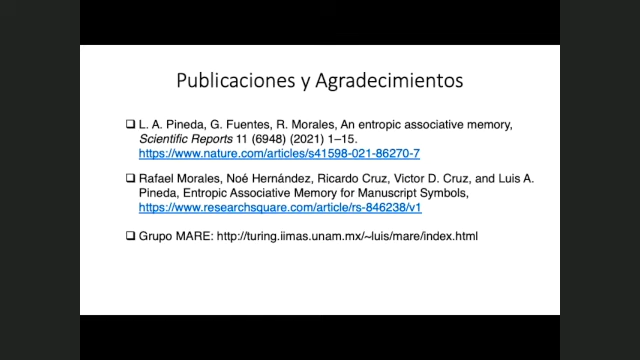 Publicaciones y Agradecimientos
❑ L. A. Pineda, G. Fuentes, R. Morales, An entropic associative memory,
Scientific Reports 11 (6948) (2021) 1–15.
https://www.nature.com/articles/s41598-021-86270-7
❑ Rafael Morales, Noé Hernández, Ricardo Cruz, Victor D. Cruz, and Luis A.
Pineda, Entropic Associative Memory for Manuscript Symbols,
https://www.researchsquare.com/article/rs-846238/v1
❑ Grupo MARE: http://turing.iimas.unam.mx/~luis/mare/index.html